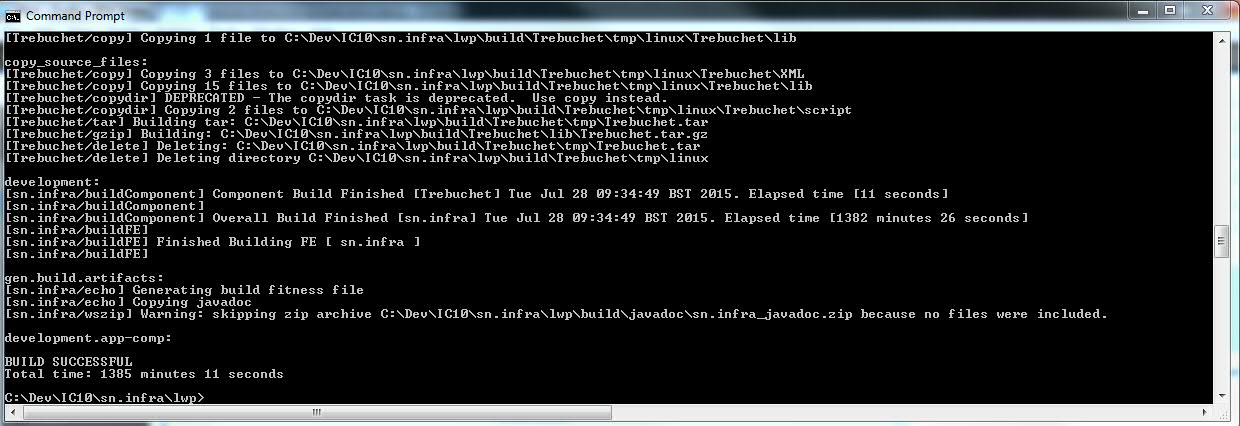 Command Prompt
[Trebuchet/copy] Copying 1 file to C:\Dev\IC10\sn.infra\lwp\build\Trebuchet\tmp\linux\Trebuchet\lib
copy_source_files:
[Trebuchet/copy] Copying 3 files to C:\Dev\IC10\sn.infra\lwp\build\Trebuchet\tmp\linux\Trebuchet\XML
[Trebuchet/copy] Copying 15 files to C:\Dev\IC10\sn.infra\lwp\build\Trebuchet\tmp\linux\Trebuchet\lib
[Trebuchet/copydir] DEPRECATED - The copydir task is deprecated.  Use copy instead.
[Trebuchet/copydir] Copying 2 files to C:\Dev\IC10\sn.infra\lwp\build\Trebuchet\tmp\linux\Trebuchet\script
[Trebuchet/tar] Building tar: C:\Dev\IC10\sn.infra\lwp\build\Trebuchet\tmp\Trebuchet.tar
[Trebuchet/gzip] Building: C:\Dev\IC10\sn.infra\lwp\build\Trebuchet\lib\Trebuchet.tar.gz
[Trebuchet/delete] Deleting: C:\Dev\IC10\sn.infra\lwp\build\Trebuchet\tmp\Trebuchet.tar
[Trebuchet/delete] Deleting directory C:\Dev\IC10\sn.infra\lwp\build\Trebuchet\tmp\linux
development:
[sn.infra/buildComponent] Component Build Finished [Trebuchet] Tue Jul 28 09:34:49 BST 2015. Elapsed time [11 seconds]
[sn.infra/buildComponent]
[sn.infra/buildComponent] Overall Build Finished [sn.infra] Tue Jul 28 09:34:49 BST 2015. Elapsed time [1382 minutes 26 seconds]
[sn.infra/buildFE]
[sn.infra/buildFE] Finished Building FE [ sn.infra ]
[sn.infra/buildFE]
gen.build.artifacts:
[sn.infra/echo] Generating build fitness file
[sn.infra/echo] Copying javadoc
[sn.infra/wszip] Warning: skipping zip archive C:\Dev\IC10\sn.infra\lwp\build\javadoc\sn.infra_javadoc.zip because no files were included.
development.app-comp:
BUILD SUCCESSFUL
Total time: 1385 minutes 11 seconds
C:\Dev\IC10\sn.infra\lwp>